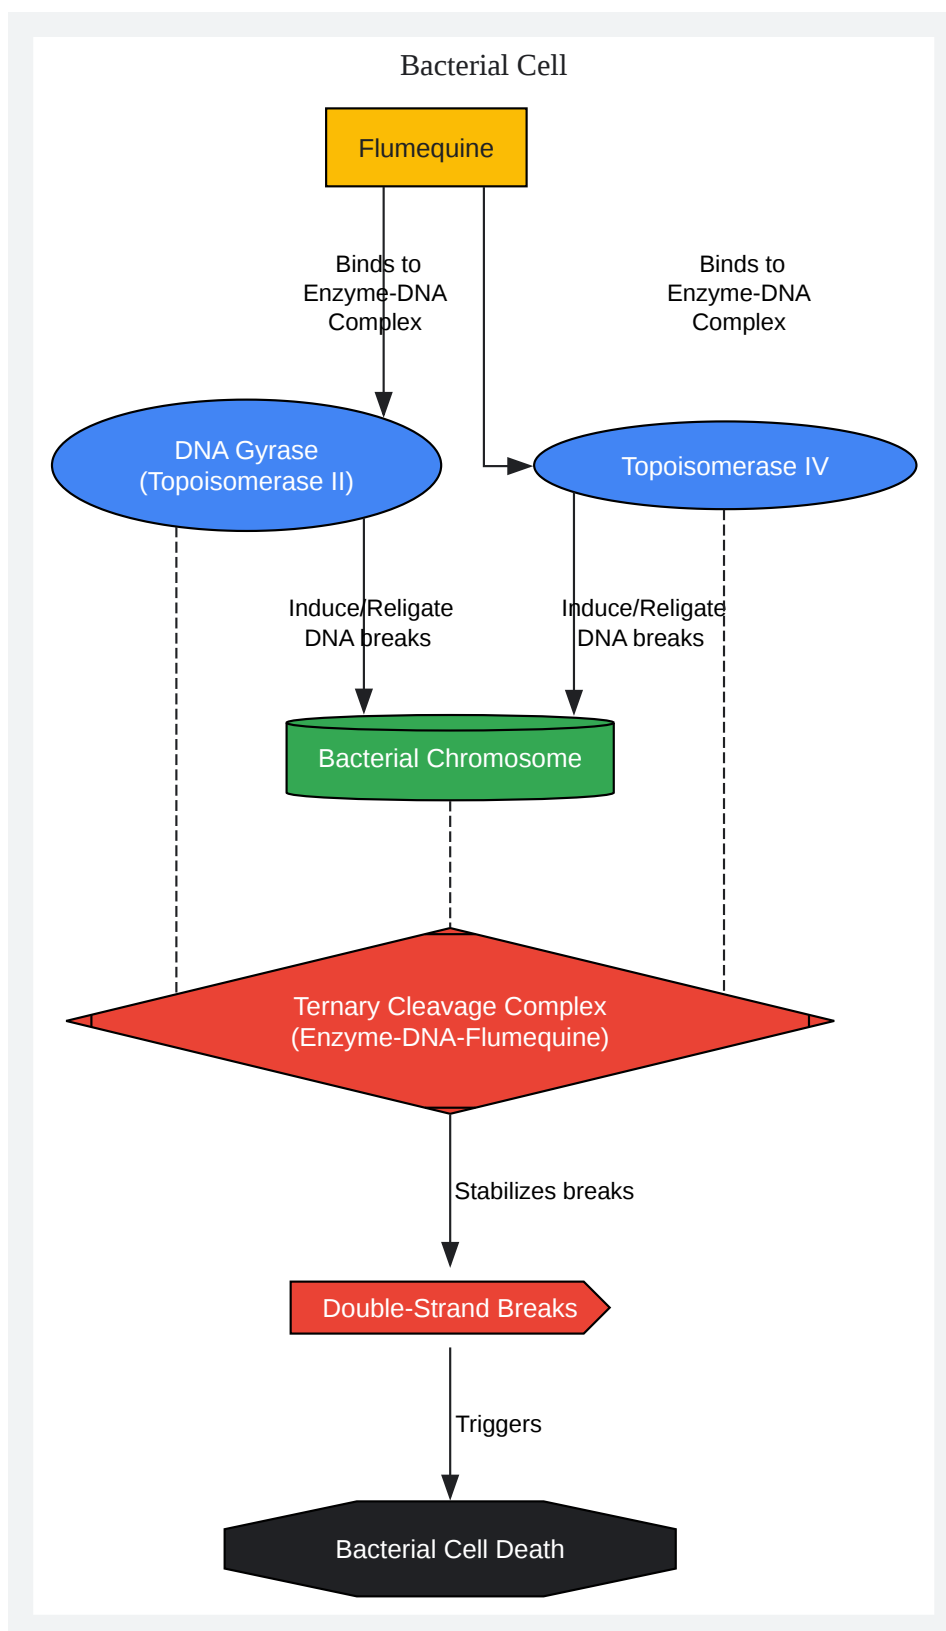 Bacterial Cell
Flumequine
Binds to
Enzyme-DNA
Complex
Binds to
Enzyme-DNA
Complex
DNA Gyrase
(Topoisomerase II)
Topoisomerase IV
Induce/Religate
DNA breaks
Induce/Religate
DNA breaks
Bacterial Chromosome
Ternary Cleavage Complex
(Enzyme-DNA-Flumequine)
Stabilizes breaks
Double-Strand Breaks
Triggers
Bacterial Cell Death